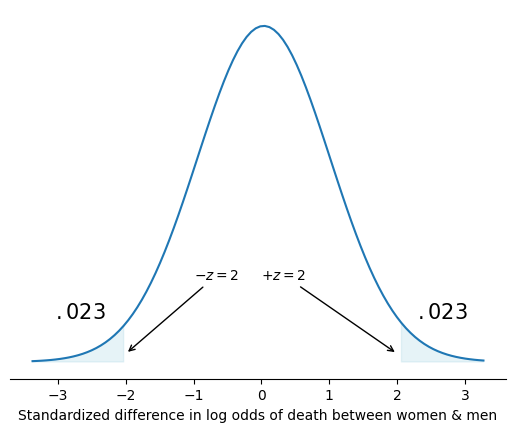 −z = 2 +z = 2
.023 .023
−3 −2 −1 0 1 2 3
Standardized difference in log odds of death between women & men